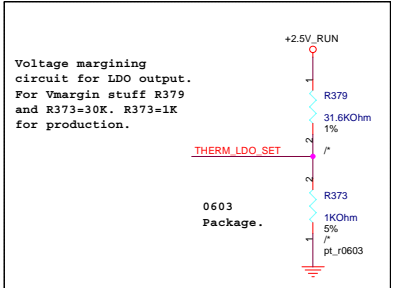 +2.5V_RUN
Voltage margining
circuit for LDO output.
For Vmargin stuff R379
and R373=30K. R373=1K
for production.
1
R379
31.6KOhm
1%
2
/*
THERM_LDO_SET
2
R373
0603
Package.
1KOhm
5%
1
/*
pt_r0603